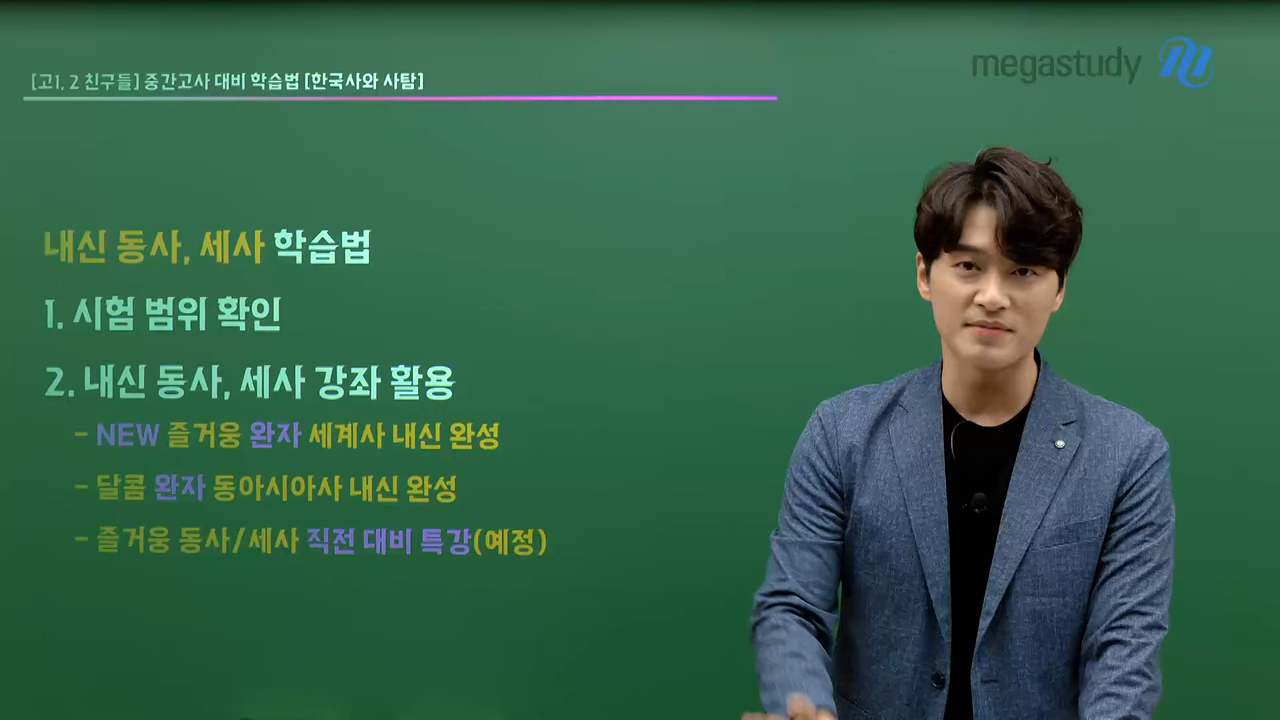 [고1, 2 친구들] 중간고사 대비 학습법 [한국사와 사탐]
megastudy
내신 동사, 세사 학습법
1. 시험 범위 확인
2. 내신 동사, 세사 강좌 활용
- NEW 즐거웅 완자 세계사 내신 완성
- 달콤 완자 동아시아사 내신 완성
- 즐거웅 동사/세사 직전 대비 특강(예정)